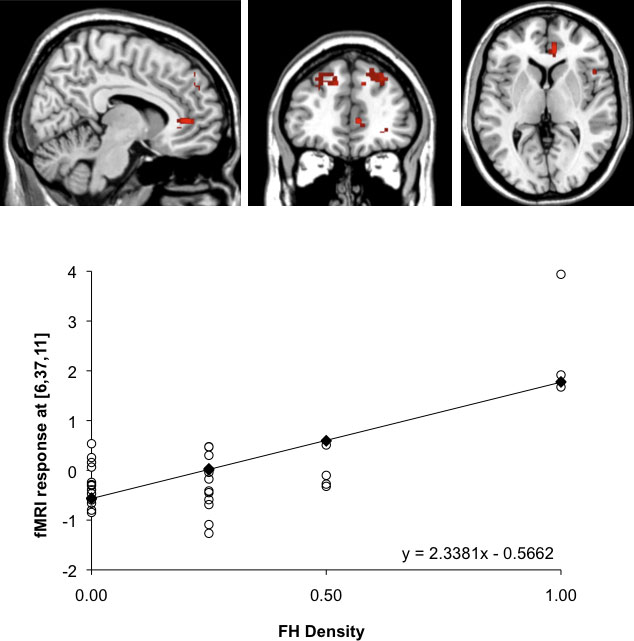 4
3
2
1
0
-1
-2
fMRI response at [6,37,11]
y = 2.3381x - 0.5662
0.00 0.50 1.00
FH Density